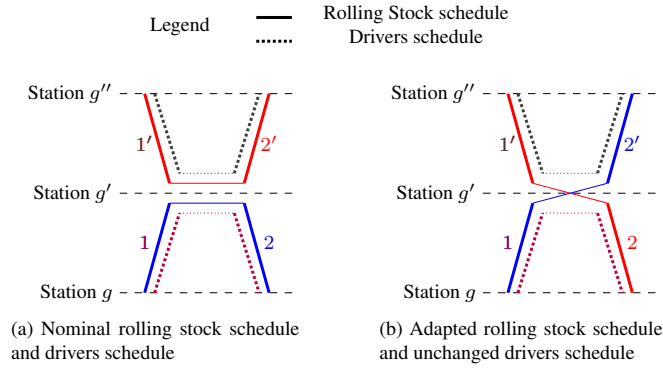 Legend
Rolling Stock schedule
Drivers schedule
Station g′′
1′
2′
Station g′
1
2
Station g
(a) Nominal rolling stock schedule
and drivers schedule
Station g′′
1′
2′
Station g′
1
2
Station g
(b) Adapted rolling stock schedule
and unchanged drivers schedule